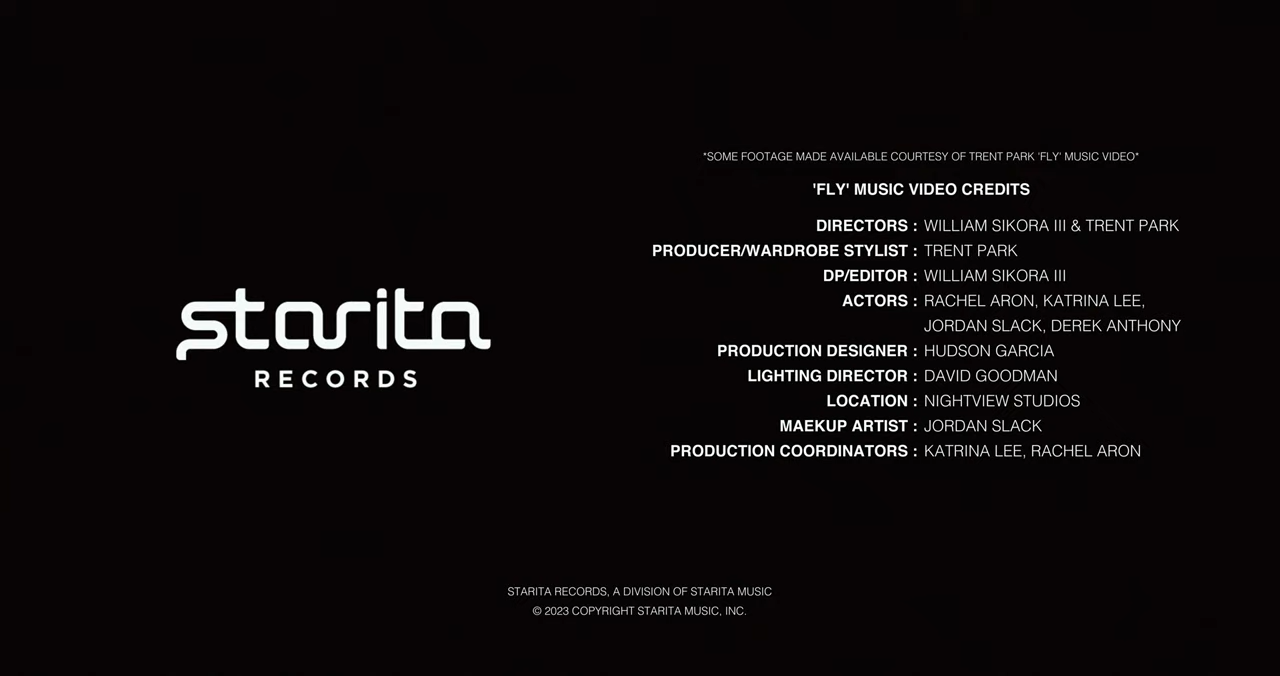 starita
RECORDS
*SOME FOOTAGE MADE AVAILABLE COURTESY OF TRENT PARK 'FLY' MUSIC VIDEO*
'FLY' MUSIC VIDEO CREDITS
DIRECTORS : WILLIAM SIKORA III & TRENT PARK
PRODUCER/WARDROBE STYLIST : TRENT PARK
DP/EDITOR : WILLIAM SIKORA III
ACTORS : RACHEL ARON, KATRINA LEE,
JORDAN SLACK, DEREK ANTHONY
PRODUCTION DESIGNER : HUDSON GARCIA
LIGHTING DIRECTOR : DAVID GOODMAN
LOCATION : NIGHTVIEW STUDIOS
MAEKUP ARTIST : JORDAN SLACK
PRODUCTION COORDINATORS : KATRINA LEE, RACHEL ARON
STARITA RECORDS, A DIVISION OF STARITA MUSIC
© 2023 COPYRIGHT STARITA MUSIC, INC.